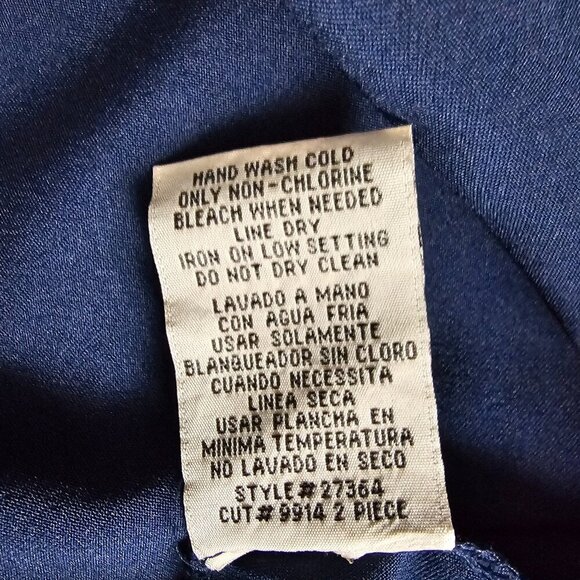 HAND WASH COLD
ONLY NON-CHLORINE
BLEACH WHEN NEEDED
LINE DRY
IRON ON LOW SETTING
DO NOT DRY CLEAN
LAVADO A MANO
CON AGUA FRIA
USAR SOLAMENTE
BLANQUEADOR SIN CLORO
CUANDO NECESSITA
LINEA SECA
USAR PLANCHA EN
MINIMA TEMPERATURA
NO LAVADO EN SECO
STYLE#27364
CUT#9914 2 PIECE